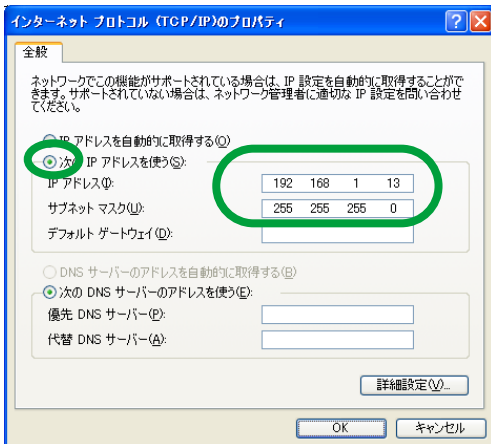 インターネット プロトコル (TCP/IP)のプロパティ
全般
ネットワークでこの機能がサポートされている場合は、IP 設定を自動的に取得することがで
きます。サポートされていない場合は、ネットワーク管理者に適切な IP 設定を問い合わせ
てください。
IP アドレスを自動的に取得する(O)
次の IP アドレスを使う(S):
IP アドレス(I): 192 168 1 13
サブネット マスク(U): 255 255 255 0
デフォルト ゲートウェイ(D):
DNS サーバーのアドレスを自動的に取得する(B)
次の DNS サーバーのアドレスを使う(E):
優先 DNS サーバー(P):
代替 DNS サーバー(A):
詳細設定(V)...
OK キャンセル